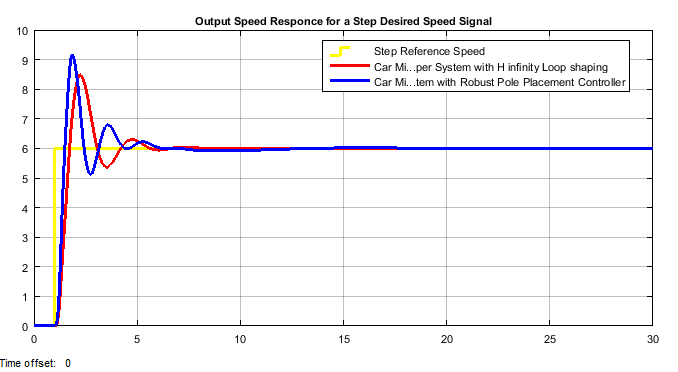 Output Speed Responce for a Step Desired Speed Signal
Step Reference Speed
Car Mi...per System with H infinity Loop shaping
Car Mi...tem with Robust Pole Placement Controller
10
9
8
7
6
5
4
3
2
1
0
0 5 10 15 20 25 30
Time offset: 0